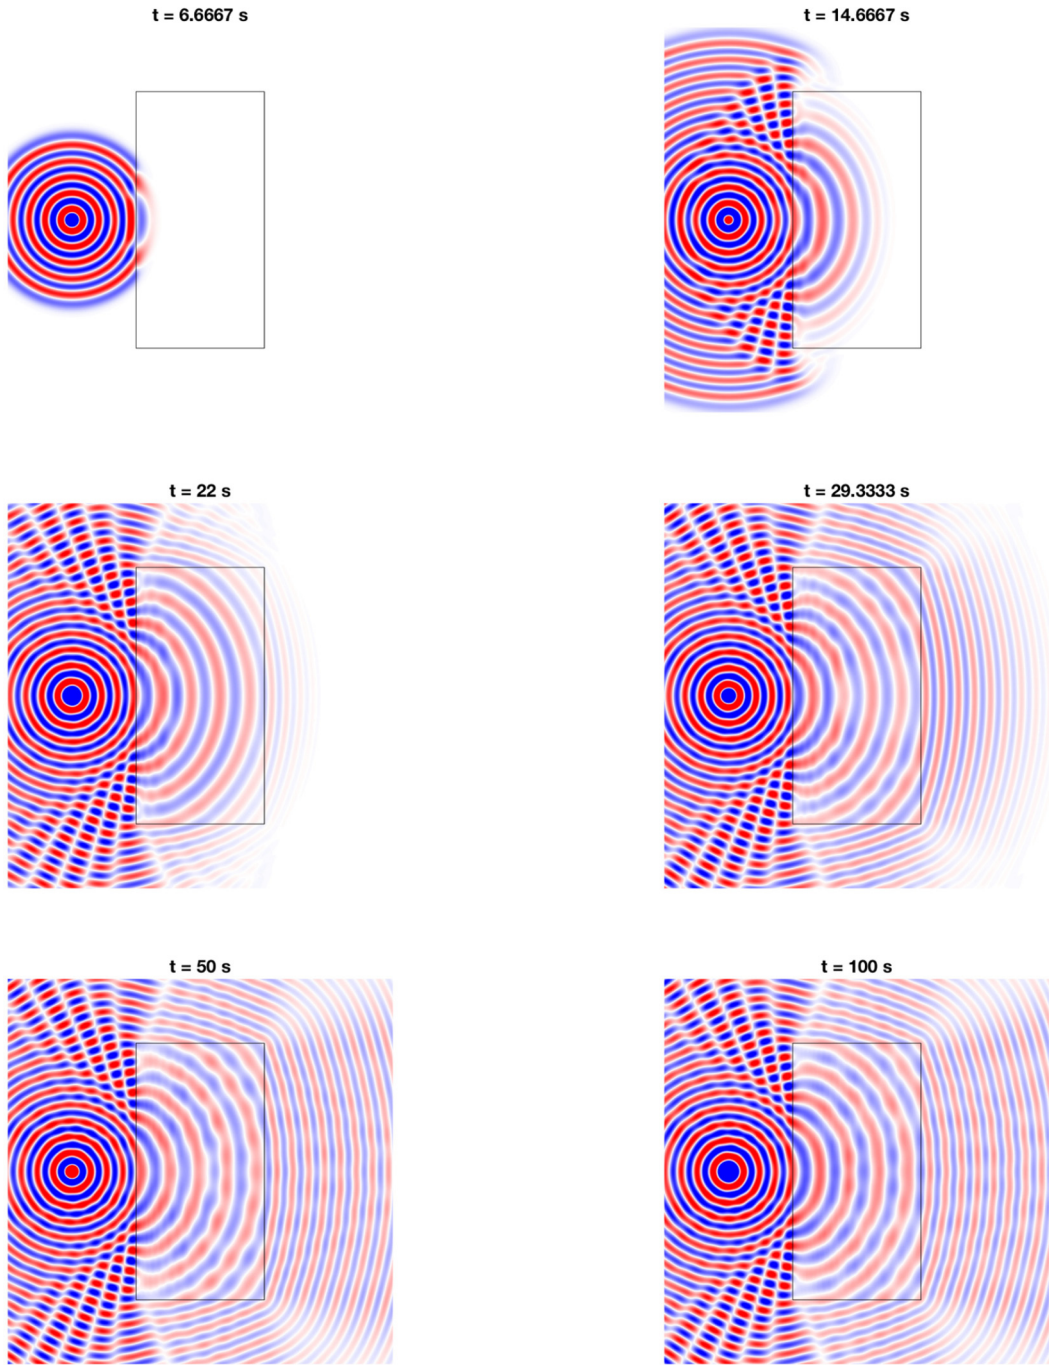 t = 6.6667 s
t = 14.6667 s
t = 22 s
t = 29.3333 s
t = 50 s
t = 100 s